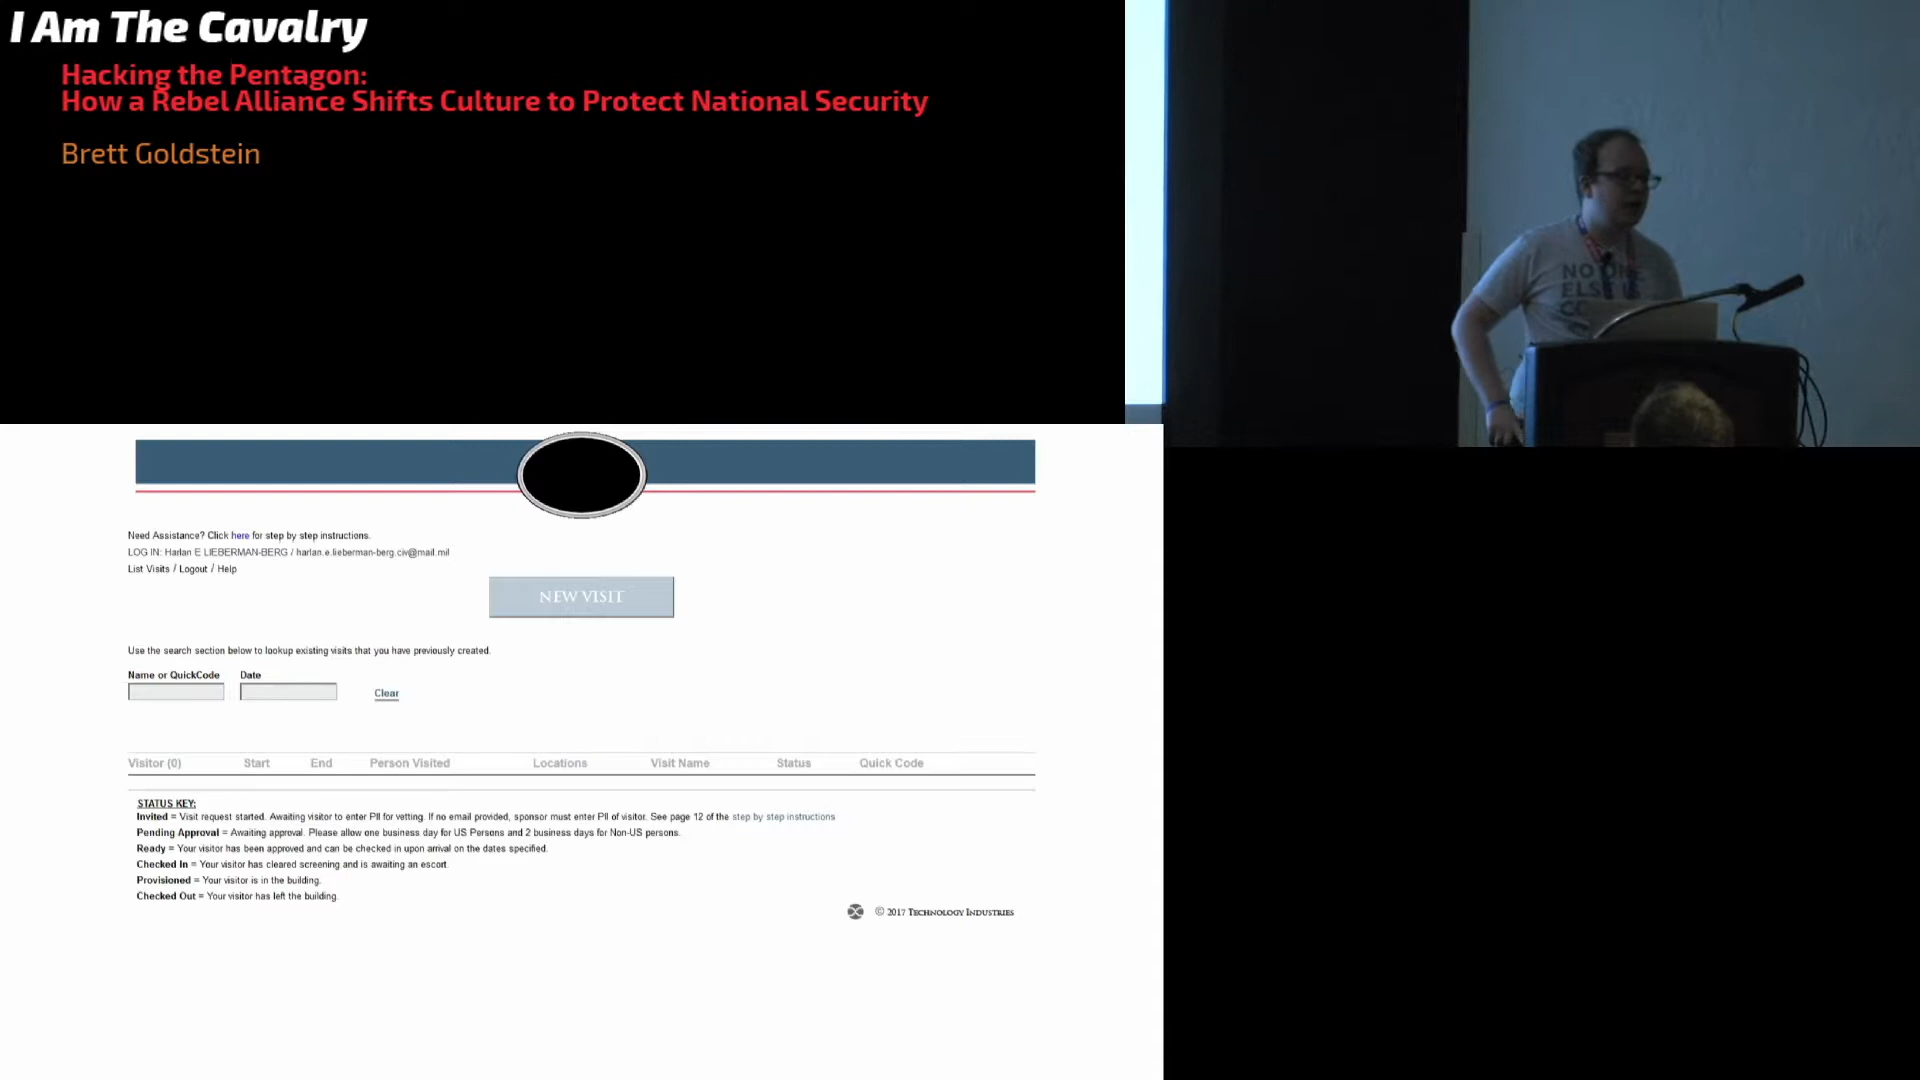 I Am The Cavalry
Hacking the Pentagon:
How a Rebel Alliance Shifts Culture to Protect National Security
Brett Goldstein
NO ONE
ELSE IS
Need Assistance? Click here for step by step instructions.
LOG IN: Harlan E LIEBERMAN-BERG / harlan.e.lieberman-berg.civ@mail.mil
List Visits / Logout / Help
NEW VISIT
Use the search section below to lookup existing visits that you have previously created.
Name or QuickCode Date
Clear
Visitor (0) Start End Person Visited Locations Visit Name Status Quick Code
STATUS KEY:
Invited = Visit request started. Awaiting visitor to enter PII for vetting. If no email provided, sponsor must enter PII of visitor. See page 12 of the step by step instructions
Pending Approval = Awaiting approval. Please allow one business day for US Persons and 2 business days for Non-US persons.
Ready = Your visitor has been approved and can be checked in upon arrival on the dates specified.
Checked In = Your visitor has cleared screening and is awaiting an escort.
Provisioned = Your visitor is in the building.
Checked Out = Your visitor has left the building.
© 2017 TECHNOLOGY INDUSTRIES